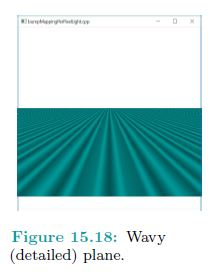 bumpMappingPerPixelLight.cpp
Figure 15.18: Wavy
(detailed) plane.